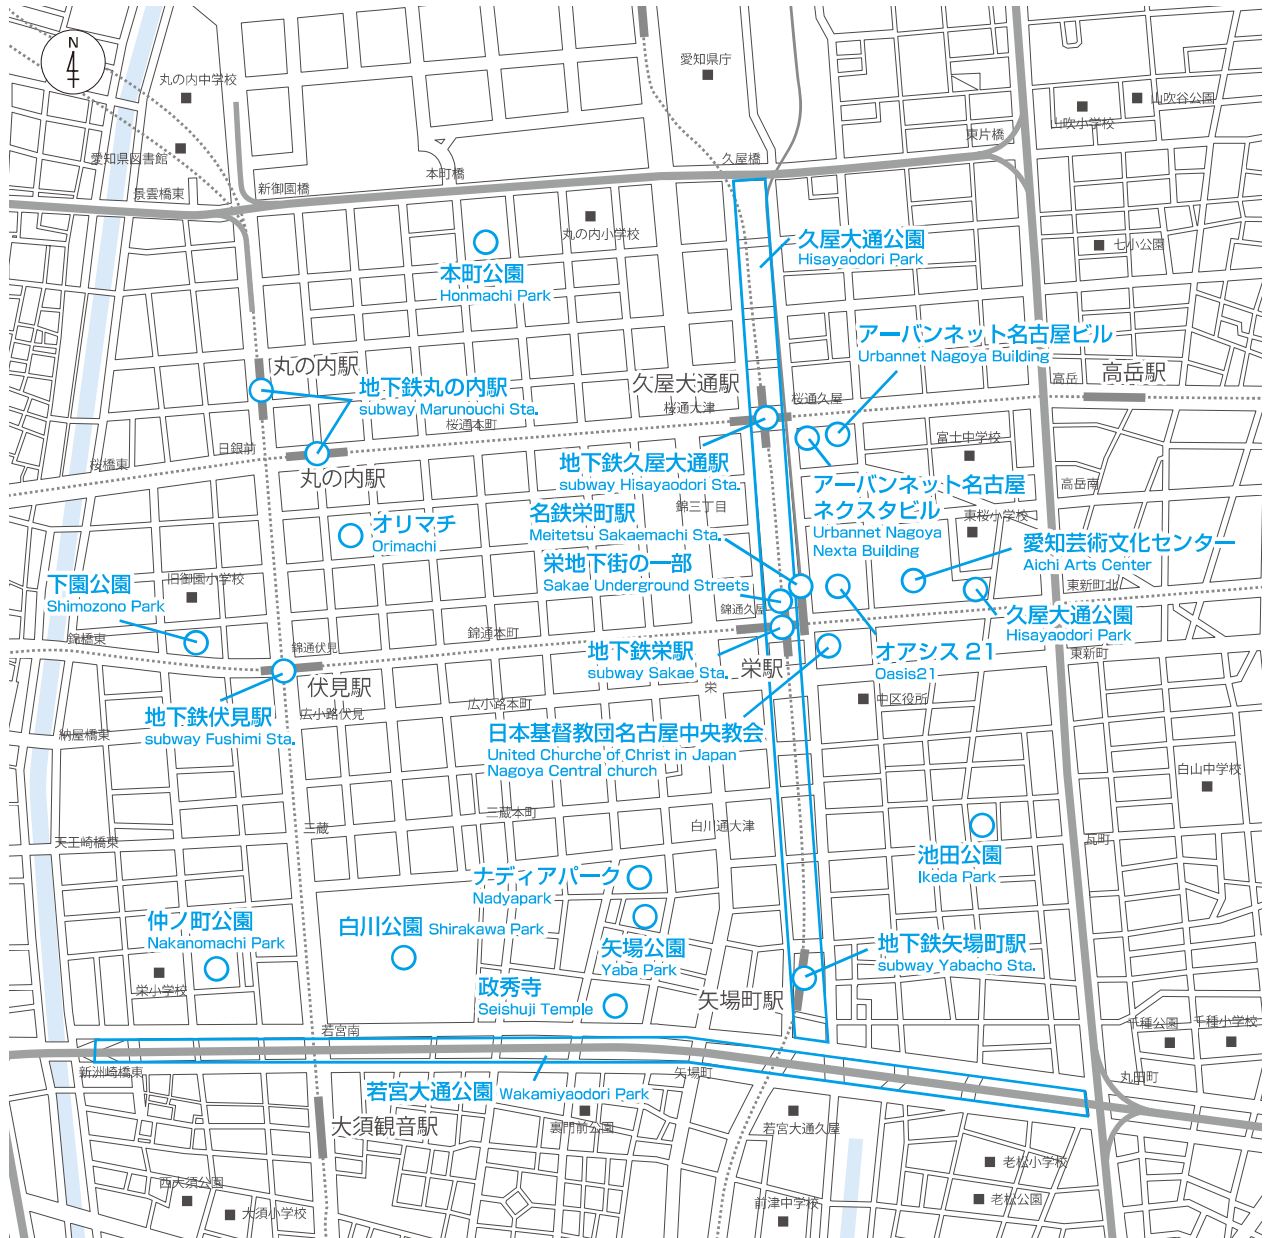 N
丸の内中学校
愛知県庁
山吹谷公園
山吹小学校
東片橋
愛知県図書館
久屋橋
本町橋
新御園橋
景雲橋東
丸の内小学校
久屋大通公園
Hisayaodori Park
七小公園
本町公園
Honmachi Park
アーバンネット名古屋ビル
Urbannet Nagoya Building
丸の内駅
高岳
高岳駅
久屋大通駅
地下鉄丸の内駅
subway Marunouchi Sta.
桜通大津
桜通久屋
桜通本町
富士中学校
日銀前
桜橋東
丸の内駅
地下鉄久屋大通駅
subway Hisayaodori Sta.
アーバンネット名古屋
ネクスタビル
Urbannet Nagoya
Nexta Building
高岳南
錦三丁目
名鉄栄町駅
Meitetsu Sakaemachi Sta.
東桜小学校
オリマチ
Orimachi
愛知芸術文化センター
Aichi Arts Center
栄地下街の一部
Sakae Underground Streets
下園公園
Shimozono Park
旧御園小学校
東新町北
錦通久屋
久屋大通公園
Hisayaodori Park
錦橋東
錦通伏見
錦通本町
地下鉄栄駅
subway Sakae Sta.
栄駅
オアシス 21
Oasis21
東新町
伏見駅
栄
中区役所
広小路本町
広小路伏見
地下鉄伏見駅
subway Fushimi Sta.
納屋橋東
日本基督教団名古屋中央教会
United Churche of Christ in Japan
Nagoya Central church
白山中学校
三蔵本町
三蔵
白川通大津
天王崎橋東
瓦町
池田公園
Ikeda Park
ナディアパーク
Nadyapark
仲ノ町公園
Nakanomachi Park
白川公園 Shirakawa Park
矢場公園
Yaba Park
地下鉄矢場町駅
subway Yabacho Sta.
栄小学校
政秀寺
Seishuji Temple
矢場町駅
若宮南
千種公園
千種小学校
新洲崎橋東
矢場町
丸田町
若宮大通公園 Wakamiyaodori Park
大須観音駅
裏門前公園
若宮大通久屋
老松小学校
西大須公園
老松公園
大須小学校
前津中学校